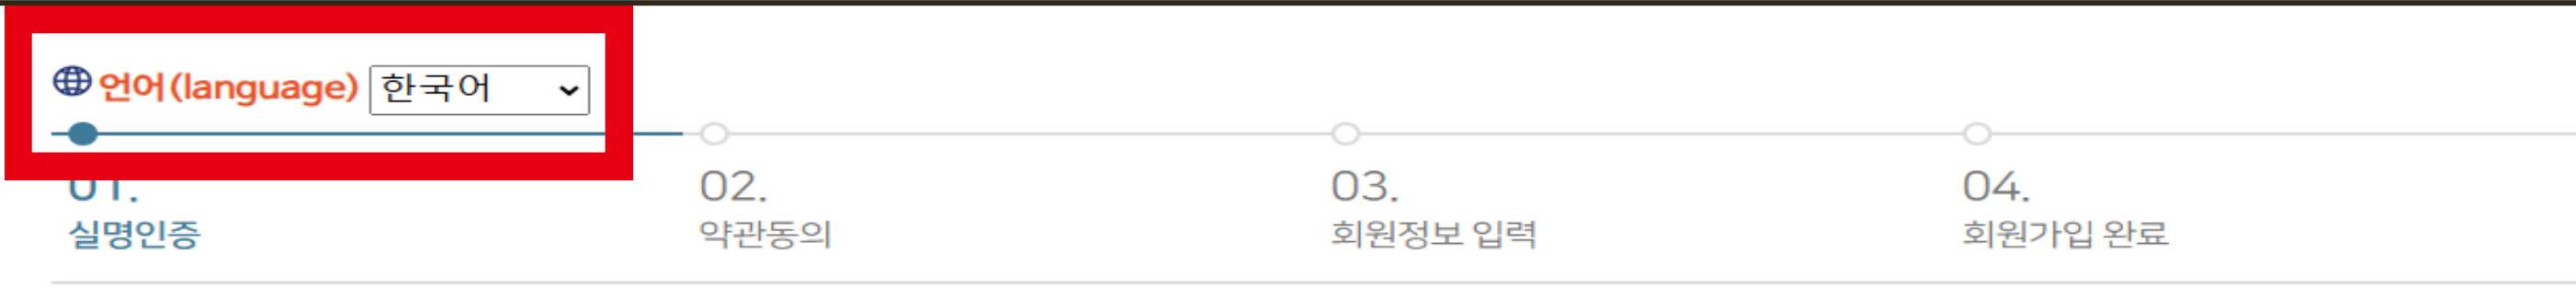 언어(language) 한국어
01. 02. 03. 04.
실명인증 약관동의 회원정보 입력 회원가입 완료